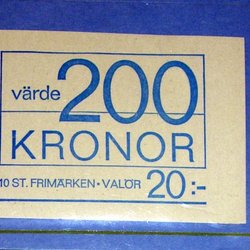 värde 200
KRONOR
10 ST. FRIMÄRKEN • VALÖR 20:-